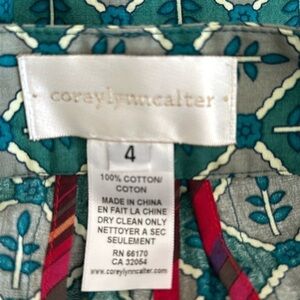 coreylynncalter
4
100% COTTON/
COTON
MADE IN CHINA
EN FAIT LA CHINE
DRY CLEAN ONLY
NETTOYER A SEC
SEULEMENT
RN 66170
CA 32054
www.coreylynncalter.com